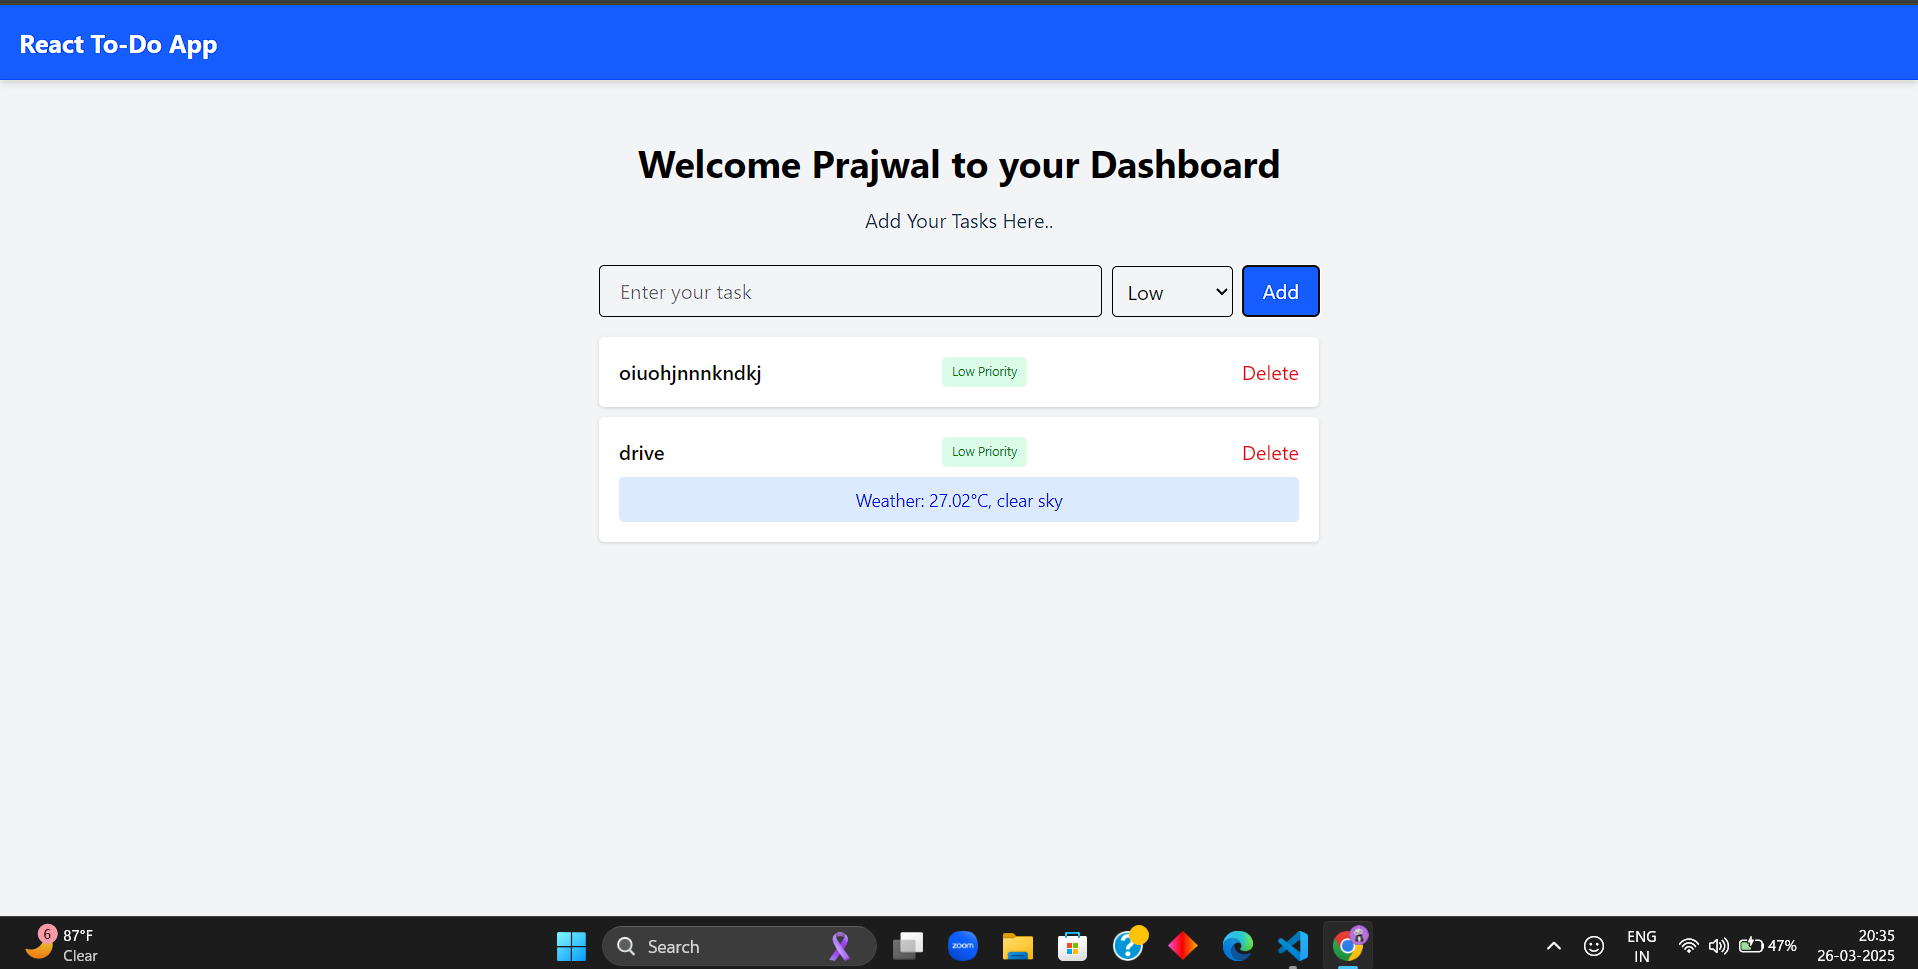 React To-Do App
Welcome Prajwal to your Dashboard
Add Your Tasks Here..
Enter your task
Low
Add
oiuohjnnnkndkj
Low Priority
Delete
drive
Low Priority
Delete
Weather: 27.02°C, clear sky
6
87°F
Clear
Search
zoom
ENG
IN
47%
20:35
26-03-2025